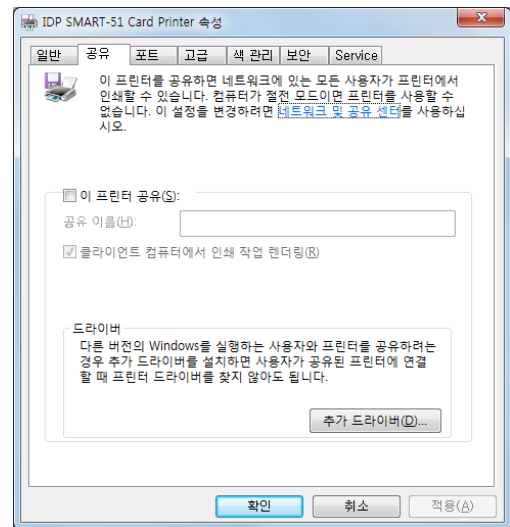 IDP SMART-51 Card Printer 속성
일반 공유 포트 고급 색 관리 보안 Service
이 프린터를 공유하면 네트워크에 있는 모든 사용자가 프린터에서
인쇄할 수 있습니다. 컴퓨터가 절전 모드이면 프린터를 사용할 수
없습니다. 이 설정을 변경하려면 네트워크 및 공유 센터를 사용하십
시오.
이 프린터 공유(S):
공유 이름(H):
클라이언트 컴퓨터에서 인쇄 작업 렌더링(R)
드라이버
다른 버전의 Windows를 실행하는 사용자와 프린터를 공유하려는
경우 추가 드라이버를 설치하면 사용자가 공유된 프린터에 연결
할 때 프린터 드라이버를 찾지 않아도 됩니다.
추가 드라이버(D)...
확인 취소 적용(A)